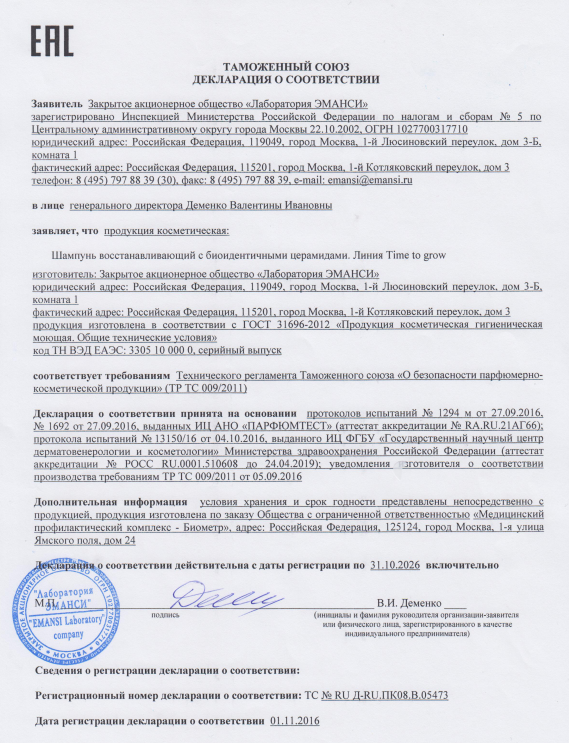 EAC
ТАМОЖЕННЫЙ СОЮЗ
ДЕКЛАРАЦИЯ О СООТВЕТСТВИИ
Заявитель Закрытое акционерное общество «Лаборатория ЭМАНСИ»
зарегистрировано Инспекцией Министерства Российской Федерации по налогам и сборам № 5 по
Центральному административному округу города Москвы 22.10.2002, ОГРН 1027700317710
юридический адрес: Российская Федерация, 119049, город Москва, 1-й Люсиновский переулок, дом 3-Б,
комната 1
фактический адрес: Российская Федерация, 115201, город Москва, 1-й Котляковский переулок, дом 3
телефон: 8 (495) 797 88 39 (30), факс: 8 (495) 797 88 39, e-mail: emansi@emansi.ru
в лице генерального директора Деменко Валентины Ивановны
заявляет, что продукция косметическая:
Шампунь восстанавливающий с биоидентичными церамидами. Линия Time to grow
изготовитель: Закрытое акционерное общество «Лаборатория ЭМАНСИ»
юридический адрес: Российская Федерация, 119049, город Москва, 1-й Люсиновский переулок, дом 3-Б,
комната 1
фактический адрес: Российская Федерация, 115201, город Москва, 1-й Котляковский переулок, дом 3
продукция изготовлена в соответствии с ГОСТ 31696-2012 «Продукция косметическая гигиеническая
моющая. Общие технические условия»
код ТН ВЭД ЕАЭС: 3305 10 000 0, серийный выпуск
соответствует требованиям Технического регламента Таможенного союза «О безопасности парфюмерно-
косметической продукции» (ТР ТС 009/2011)
Декларация о соответствии принята на основании протоколов испытаний № 1294 м от 27.09.2016,
№ 1692 от 27.09.2016, выданных ИЦ АНО «ПАРФЮМТЕСТ» (аттестат аккредитации № RA.RU.21АГ66);
протокола испытаний № 13150/16 от 04.10.2016, выданного ИЦ ФГБУ «Государственный научный центр
дерматовенерологии и косметологии» Министерства здравоохранения Российской Федерации (аттестат
аккредитации № РОСС RU.0001.510608 до 24.04.2019); уведомления изготовителя о соответствии
производства требованиям ТР ТС 009/2011 от 05.09.2016
Дополнительная информация условия хранения и срок годности представлены непосредственно с
продукцией, продукция изготовлена по заказу Общества с ограниченной ответственностью «Медицинский
профилактический комплекс - Биометр», адрес: Российская Федерация, 125124, город Москва, 1-я улица
Ямского поля, дом 24
Декларация о соответствии действительна с даты регистрации по 31.10.2026 включительно
М.П.
В.И. Деменко
подпись
(инициалы и фамилия руководителя организации-заявителя
или физического лица, зарегистрированного в качестве
индивидуального предпринимателя)
ЗАКРЫТОЕ АКЦИОНЕРНОЕ ОБЩЕСТВО ОГРН 1027700317710
"Лаборатория
ЭМАНСИ"
"EMANSI Laboratory"
company
МОСКВА
Сведения о регистрации декларации о соответствии:
Регистрационный номер декларации о соответствии: ТС № RU Д-RU.ПК08.В.05473
Дата регистрации декларации о соответствии 01.11.2016